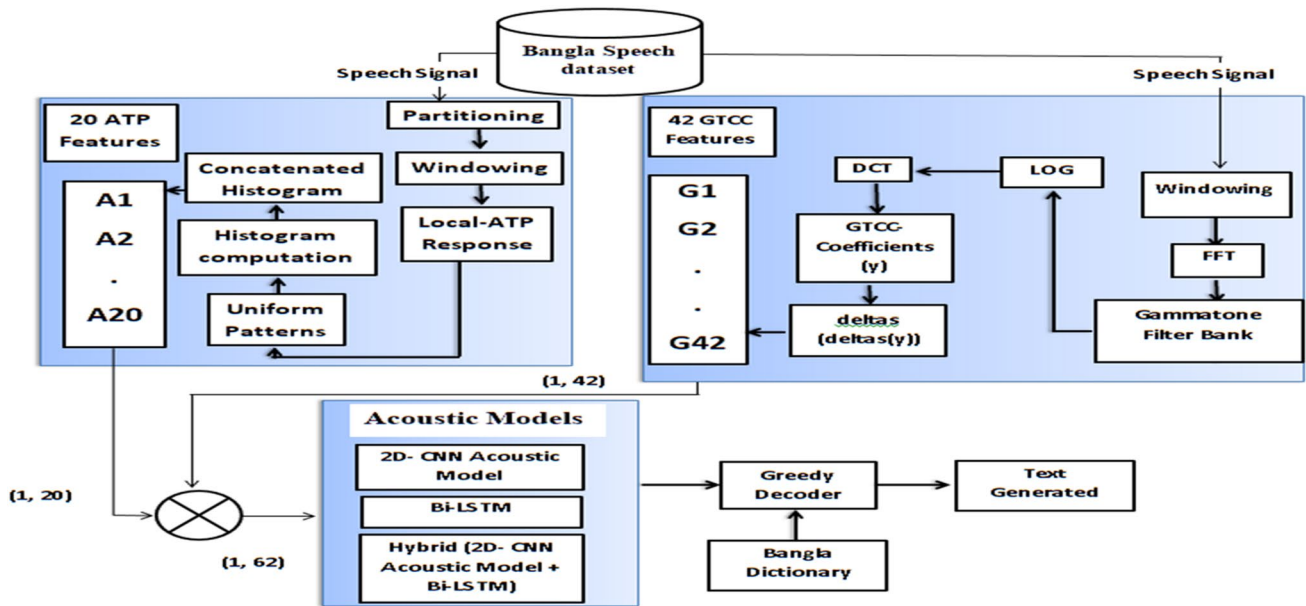 Bangla Speech
dataset
Speech Signal
Speech Signal
20 ATP
Features
Partitioning
Windowing
Local-ATP
Response
Uniform
Patterns
Histogram
computation
Concatenated
Histogram
A1
A2
.
A20
42 GTCC
Features
Windowing
FFT
Gammatone
Filter Bank
LOG
DCT
GTCC-
Coefficients
(y)
deltas
(deltas(y))
G1
G2
.
.
G42
(1, 42)
(1, 20)
(1, 62)
Acoustic Models
2D- CNN Acoustic
Model
Bi-LSTM
Hybrid (2D- CNN
Acoustic Model +
Bi-LSTM)
Greedy
Decoder
Text
Generated
Bangla
Dictionary